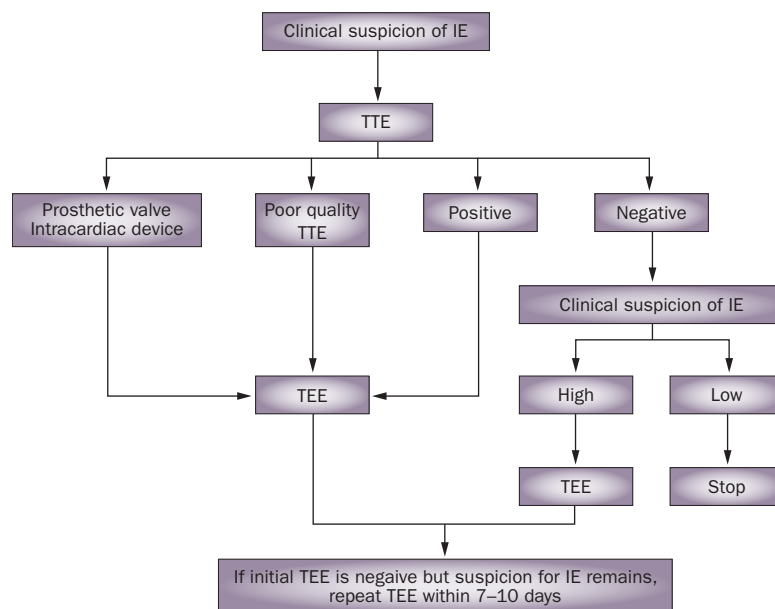 Clinical suspicion of IE
TTE
Prosthetic valve
Intracardiac device
Poor quality
TTE
Positive
Negative
Clinical suspicion of IE
TEE
High
Low
TEE
Stop
If initial TEE is negaive but suspicion for IE remains,
repeat TEE within 7–10 days